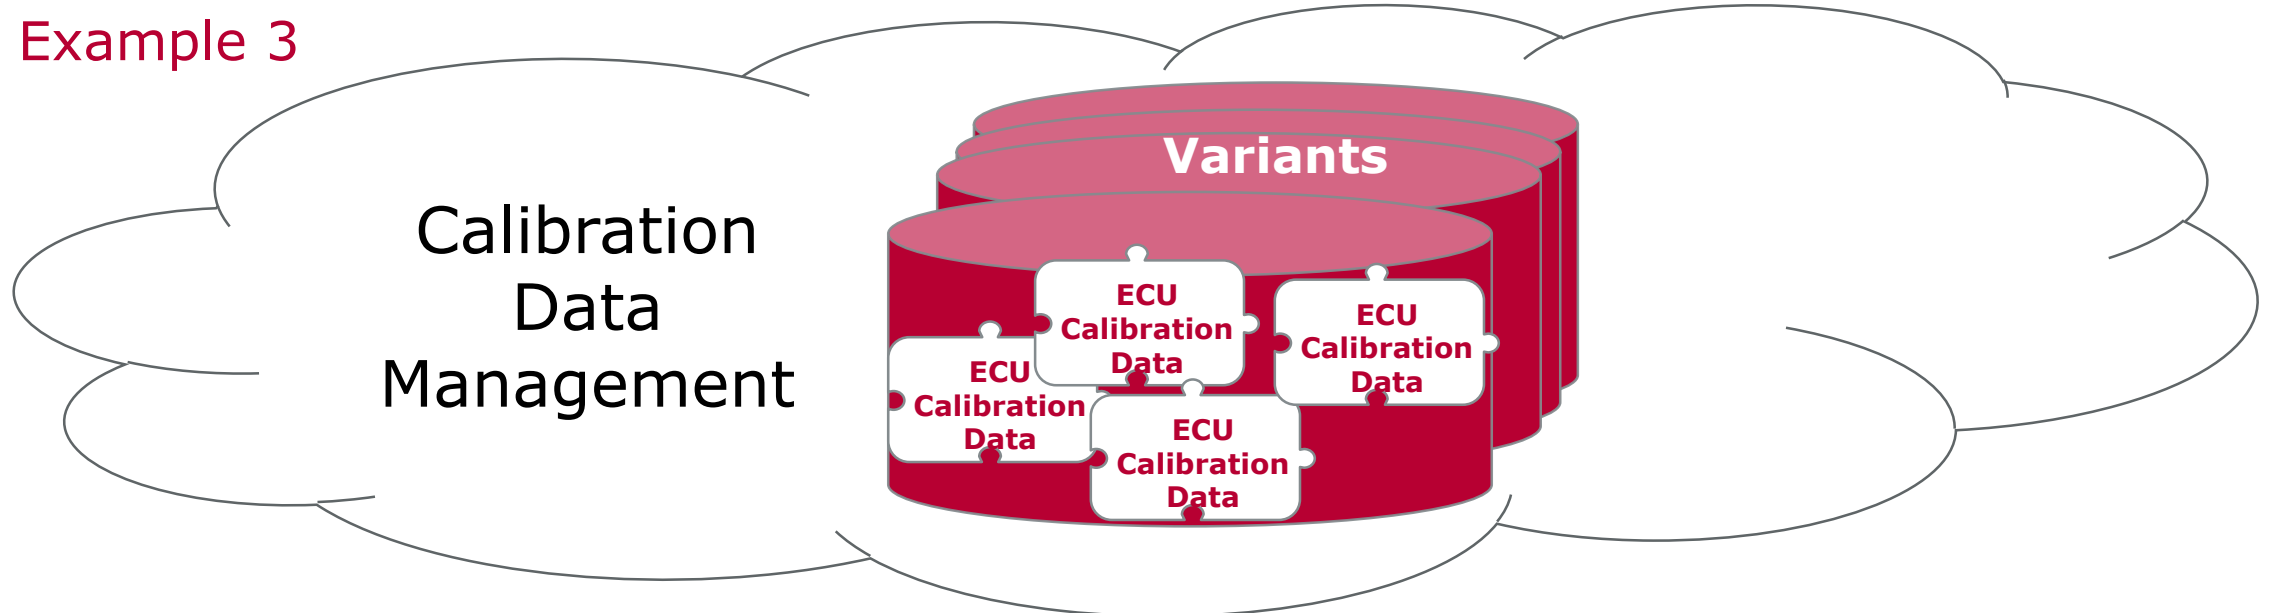 Example 3
Calibration
Data
Management
Variants
ECU
Calibration
Data
ECU
Calibration
Data
ECU
Calibration
Data
ECU
Calibration
Data